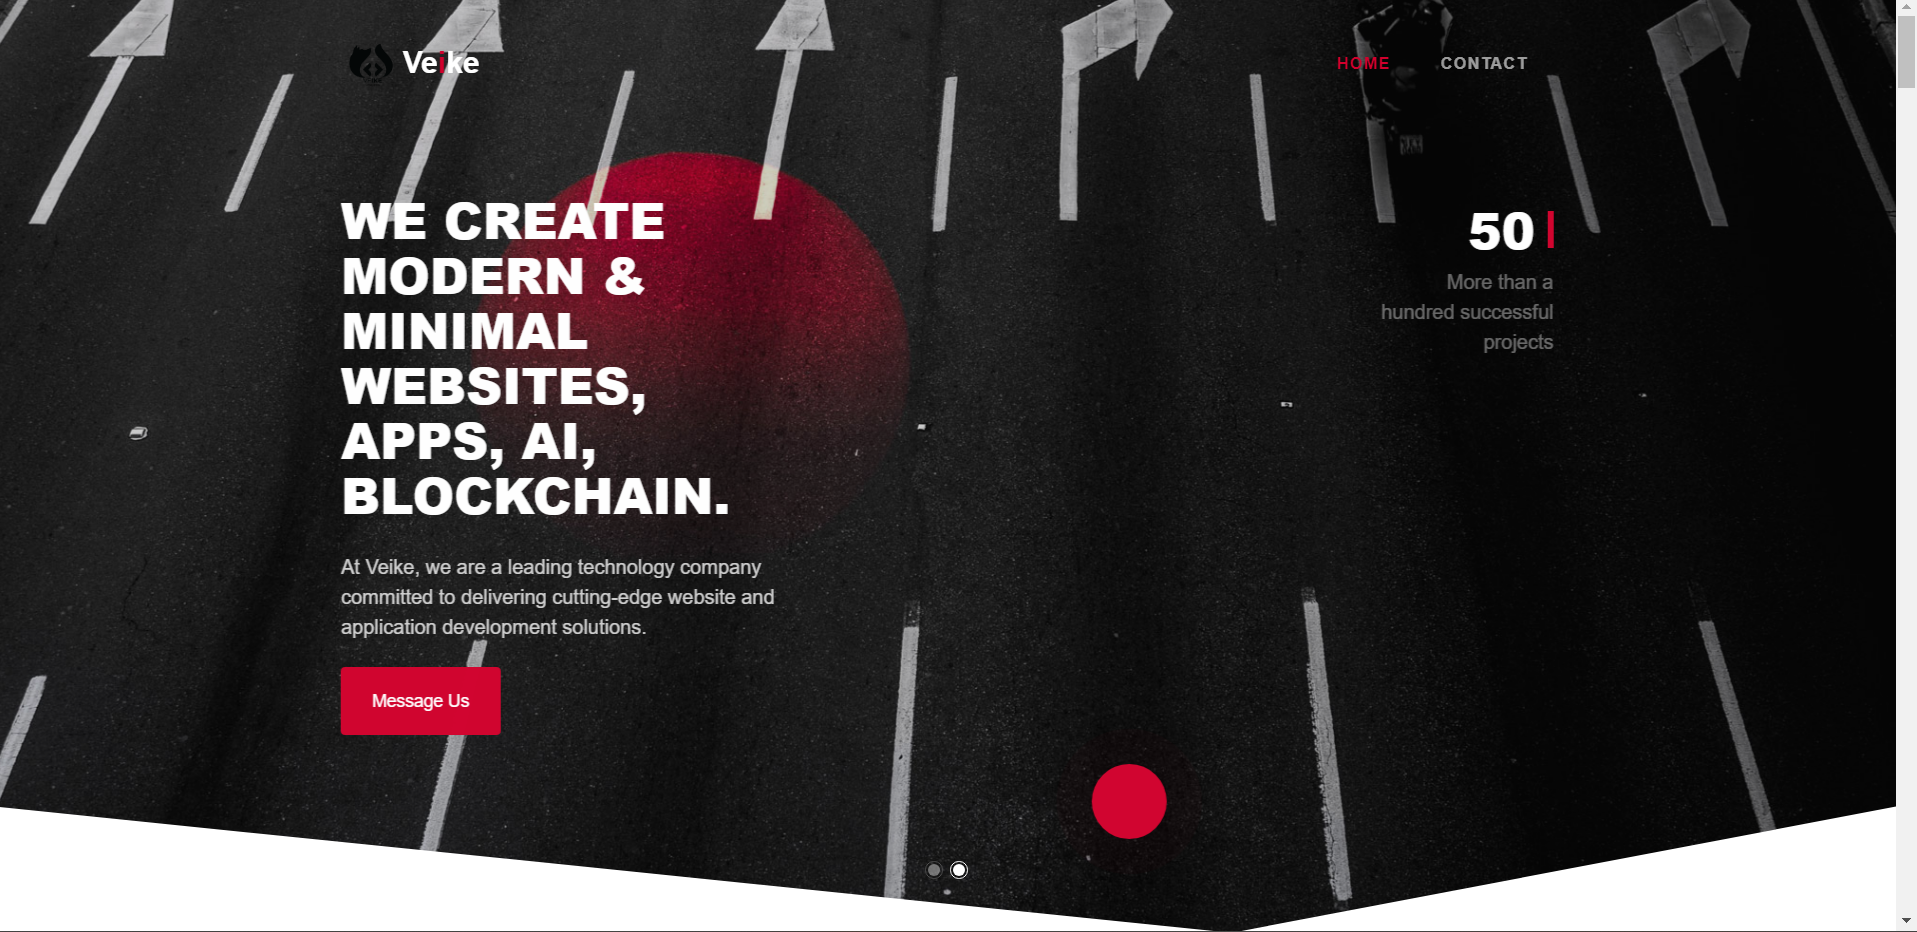 Veike
HOME
CONTACT
WE CREATE
MODERN &
MINIMAL
WEBSITES,
APPS, AI,
BLOCKCHAIN.
50
More than a
hundred successful
projects
At Veike, we are a leading technology company
committed to delivering cutting-edge website and
application development solutions.
Message Us